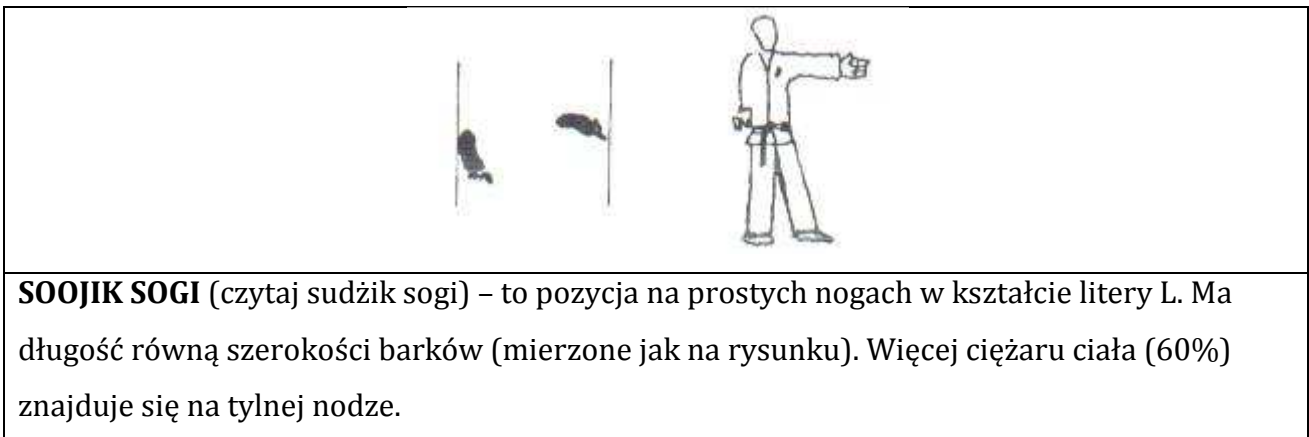 SOOJIK SOGI (czytaj sudżik sogi) – to pozycja na prostych nogach w kształcie litery L. Ma
długość równą szerokości barków (mierzone jak na rysunku). Więcej ciężaru ciała (60%)
znajduje się na tylnej nodze.